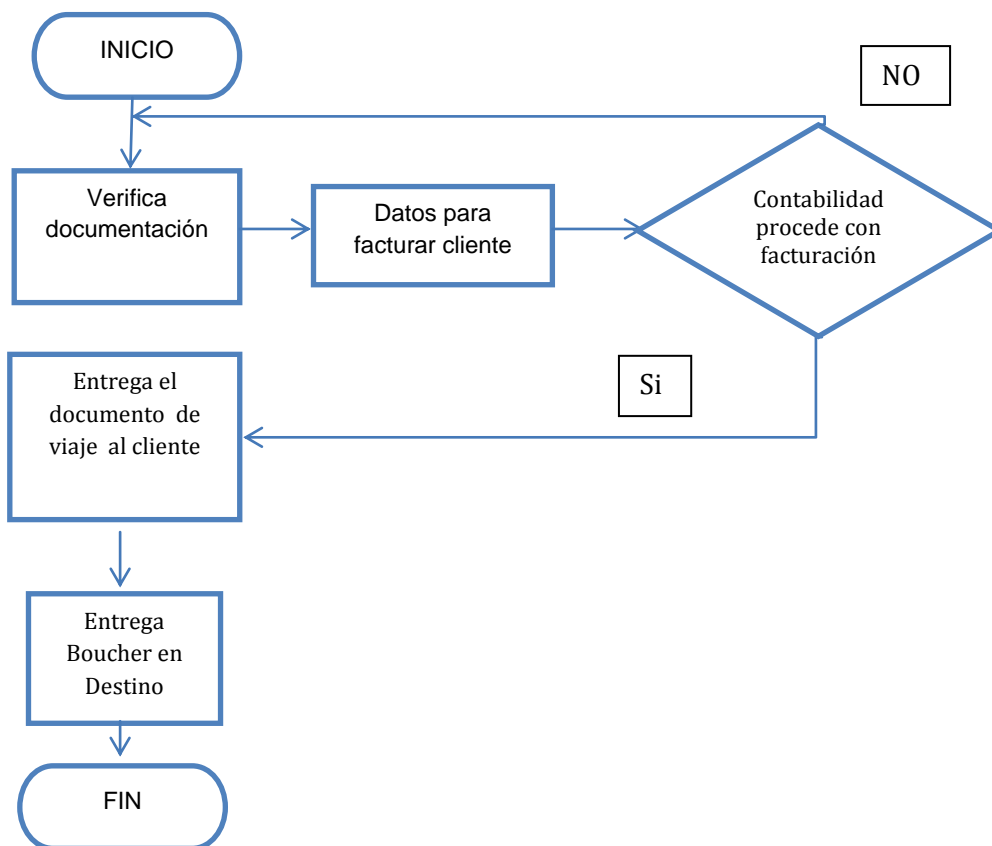 INICIO
NO
Verifica
documentación
Datos para
facturar cliente
Contabilidad
procede con
facturación
Entrega el
documento de
viaje al cliente
Si
Entrega
Boucher en
Destino
FIN